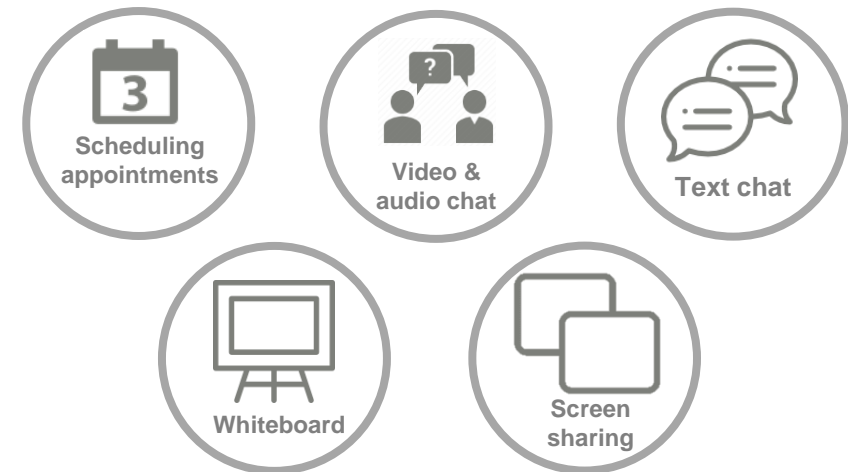 3
Scheduling
appointments
?
Video &
audio chat
Text chat
Whiteboard
Screen
sharing